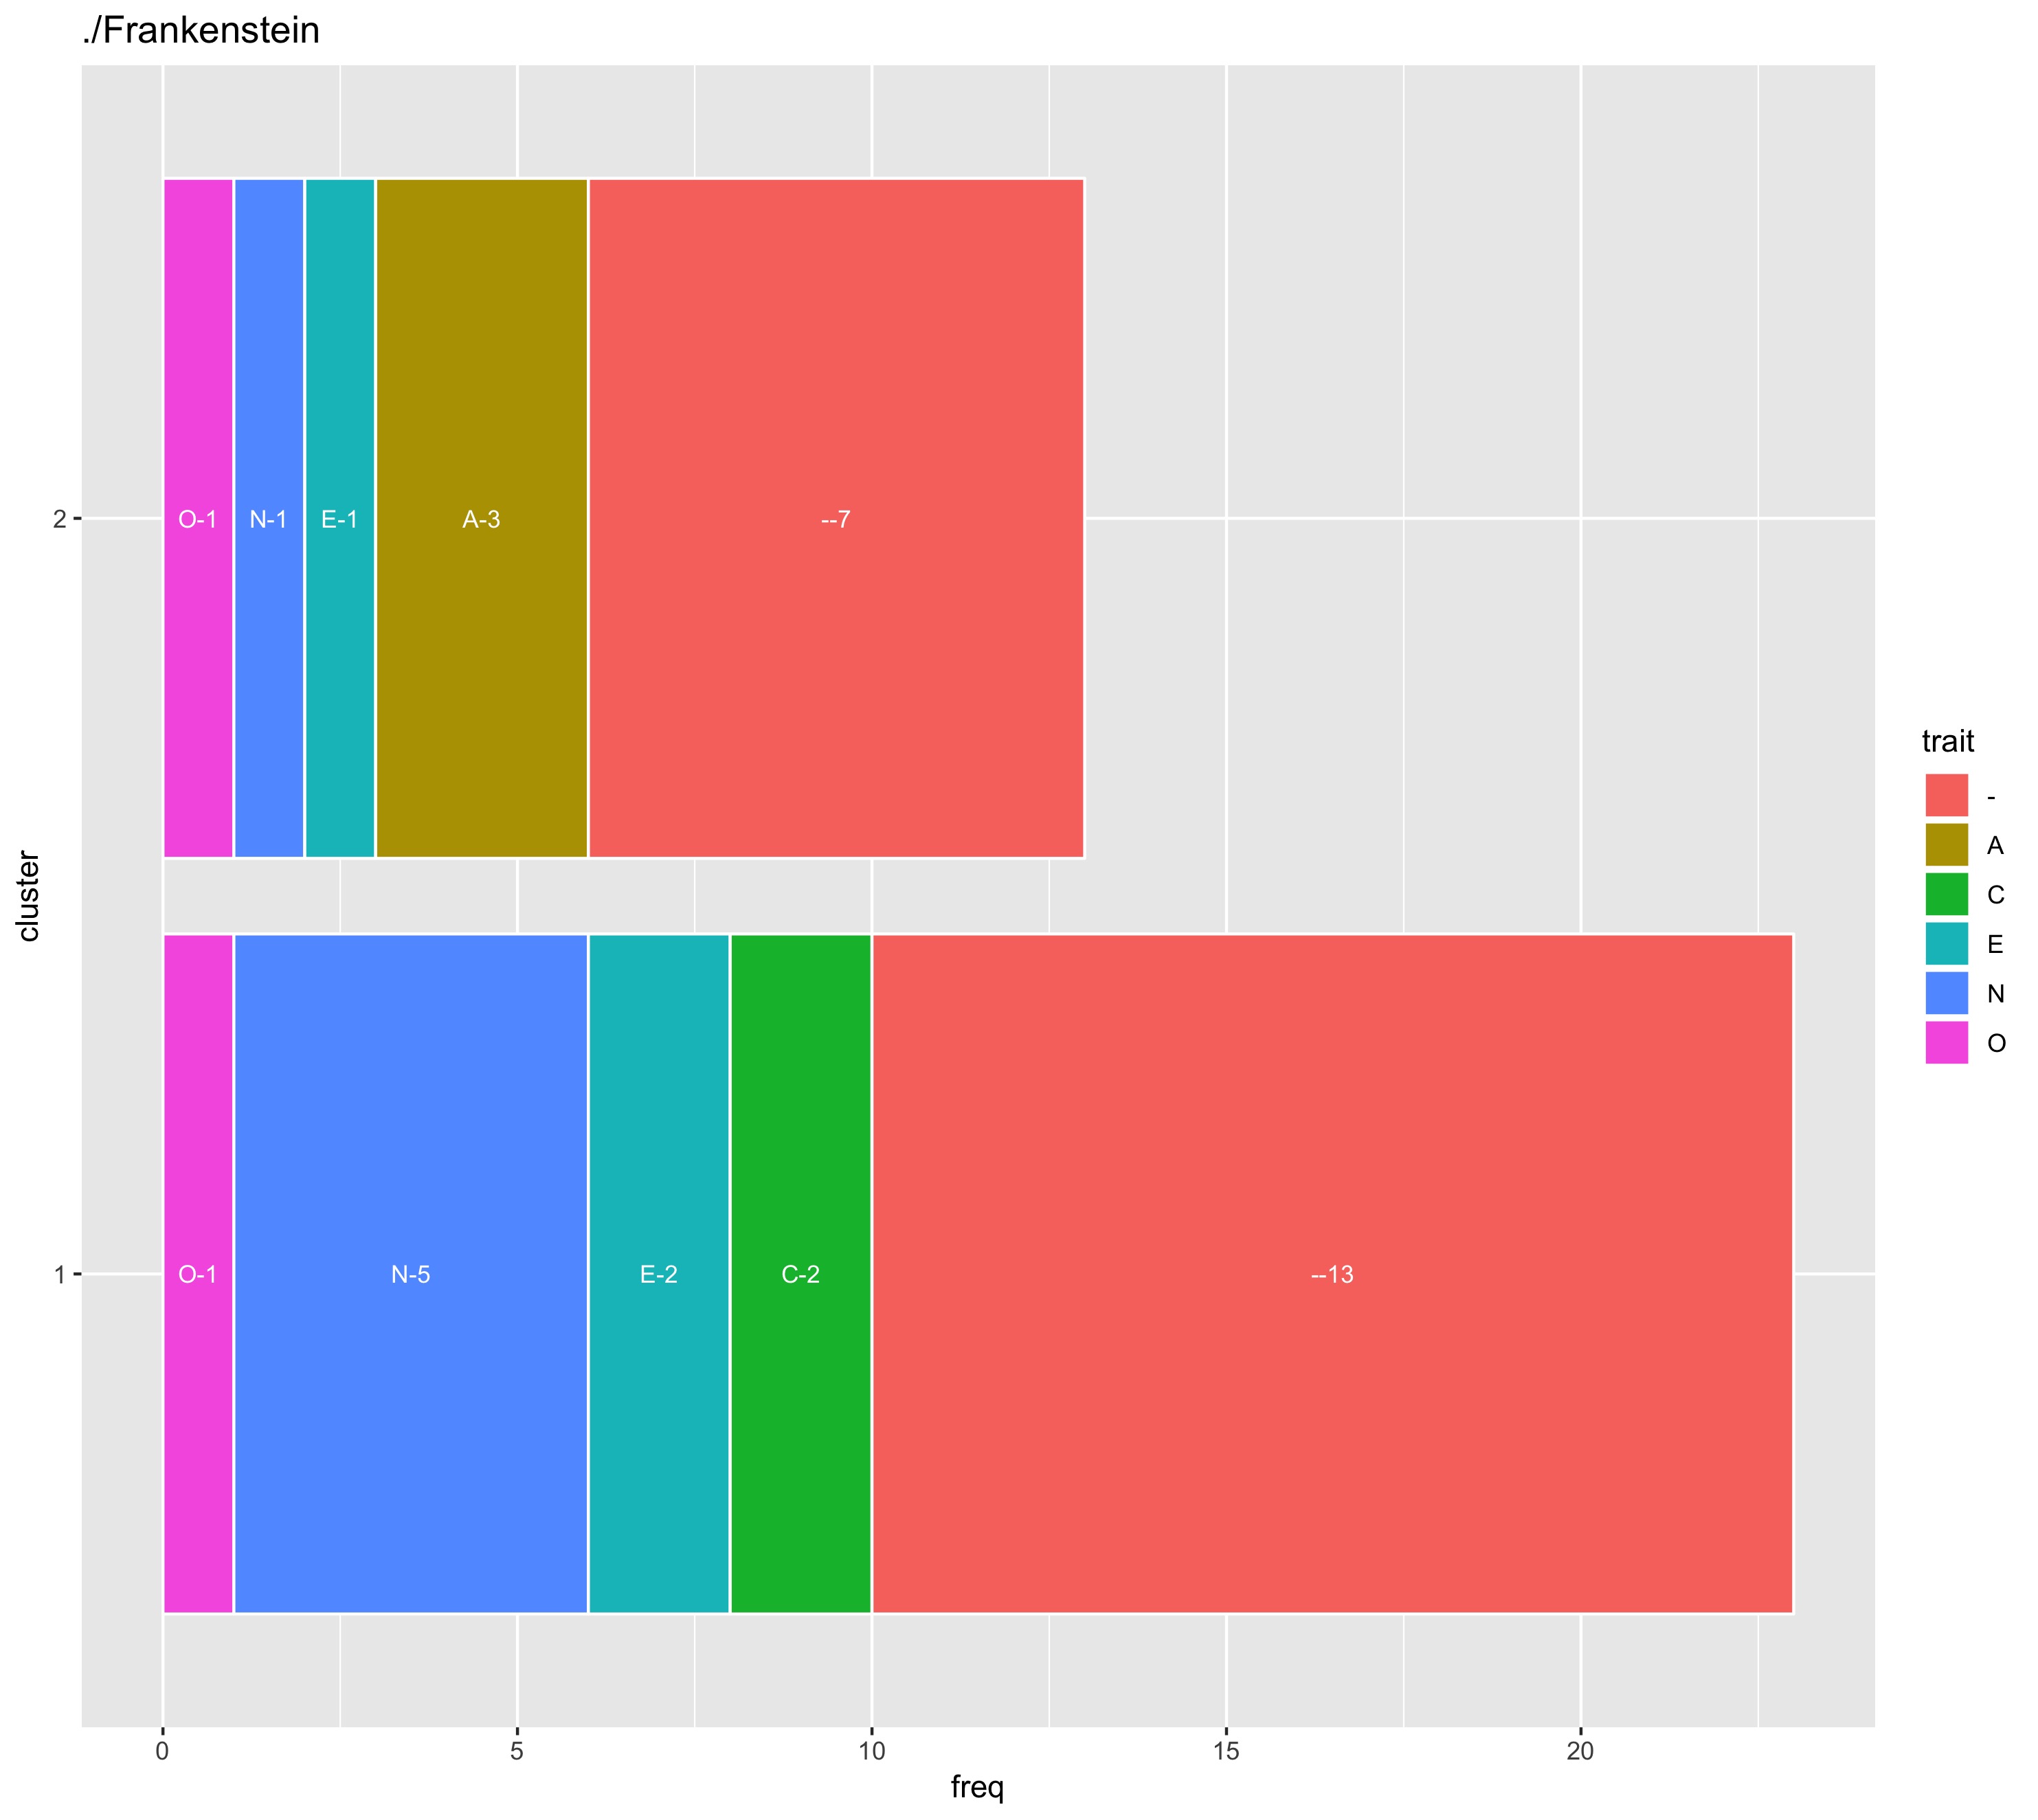 ./Frankenstein
cluster
2
O-1 N-1 E-1 A-3 --7
1
O-1 N-5 E-2 C-2 --13
0 5 10 15 20
freq
trait
-
A
C
E
N
O